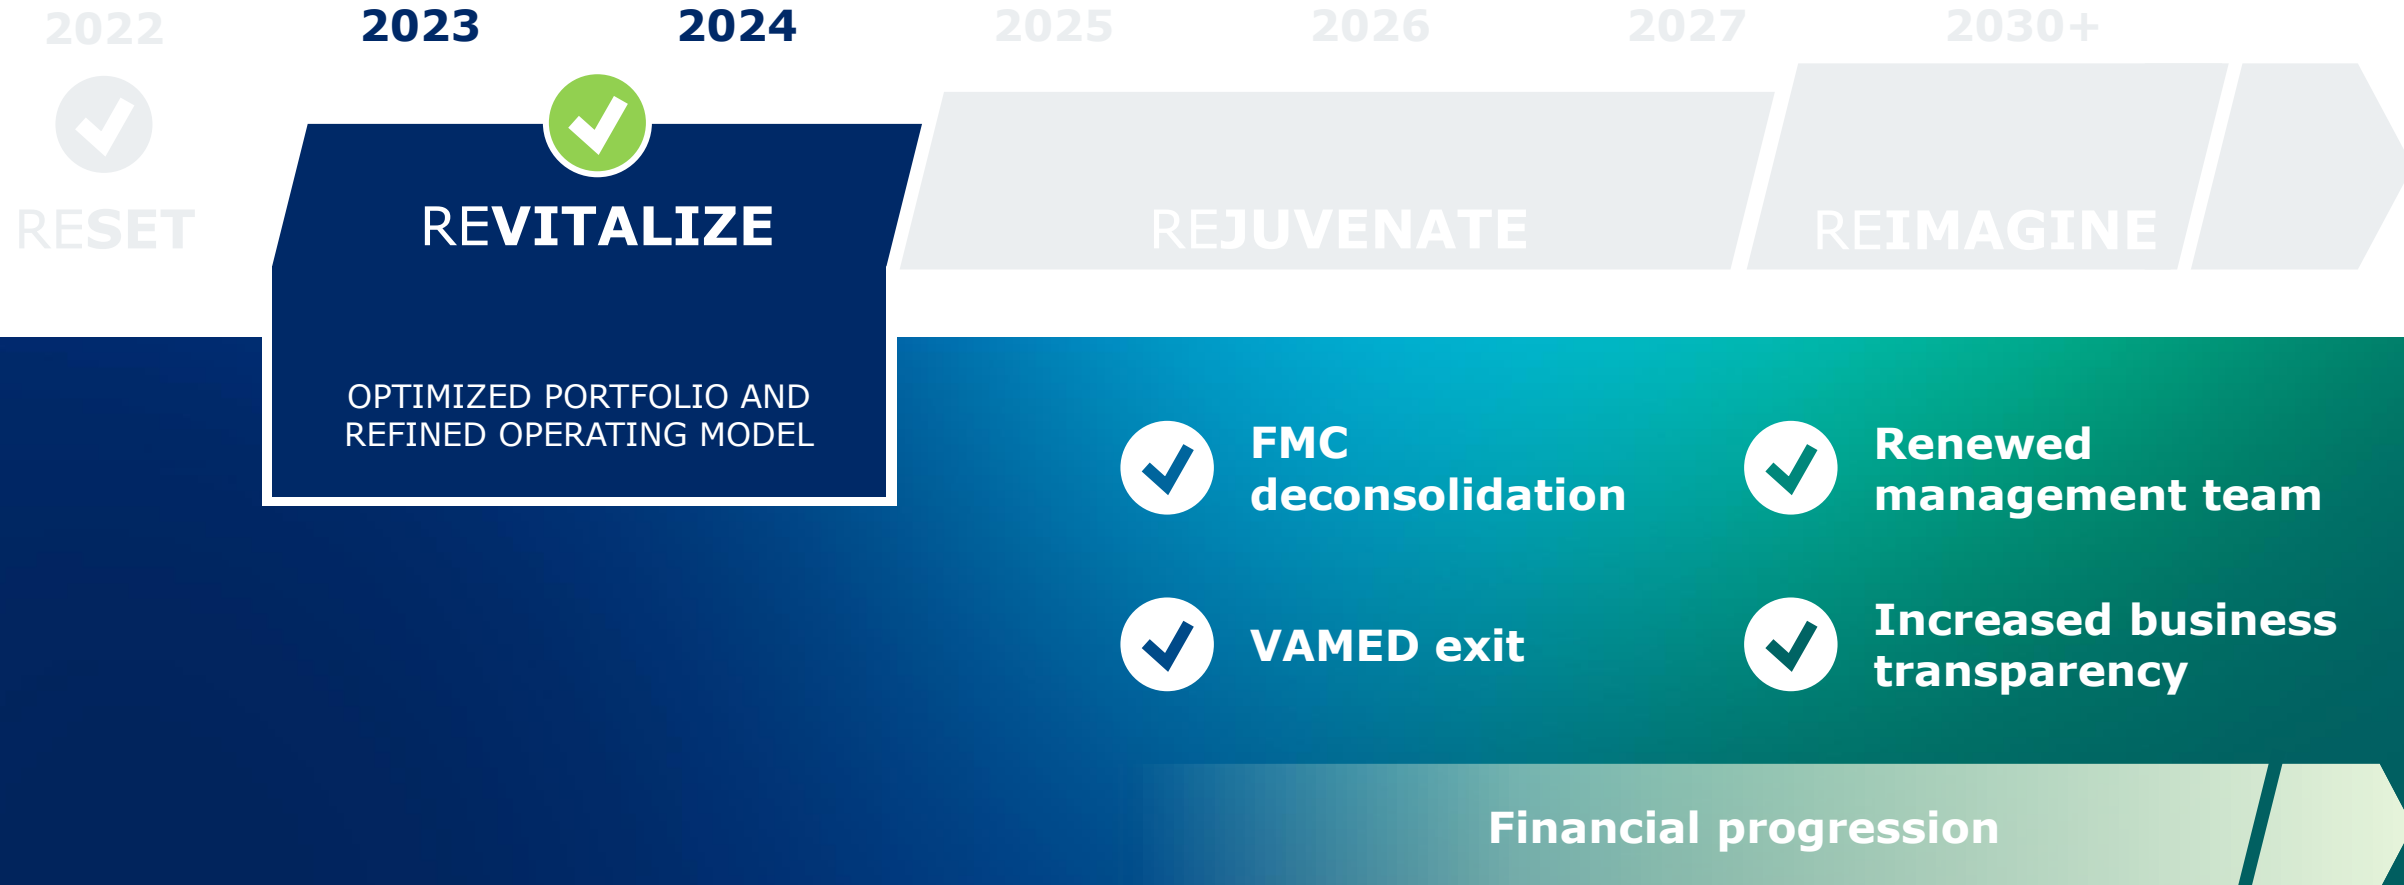 2022 2023 2024 2025 2026 2027 2030+
RESET REVITALIZE REJUVENATE REIMAGINE
OPTIMIZED PORTFOLIO AND
REFINED OPERATING MODEL
FMC
deconsolidation
Renewed
management team
VAMED exit
Increased business
transparency
Financial progression